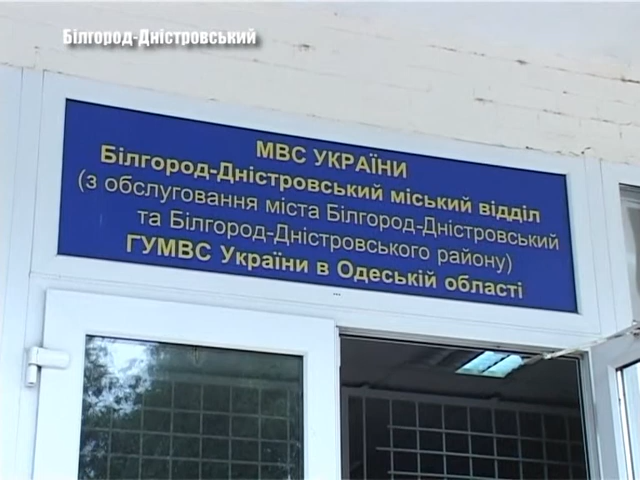 Білгород-Дністровський
МВС УКРАЇНИ
Білгород-Дністровський міський відділ
(з обслуговання міста Білгород-Дністровський
та Білгород-Дністровського району)
ГУМВС України в Одеській області